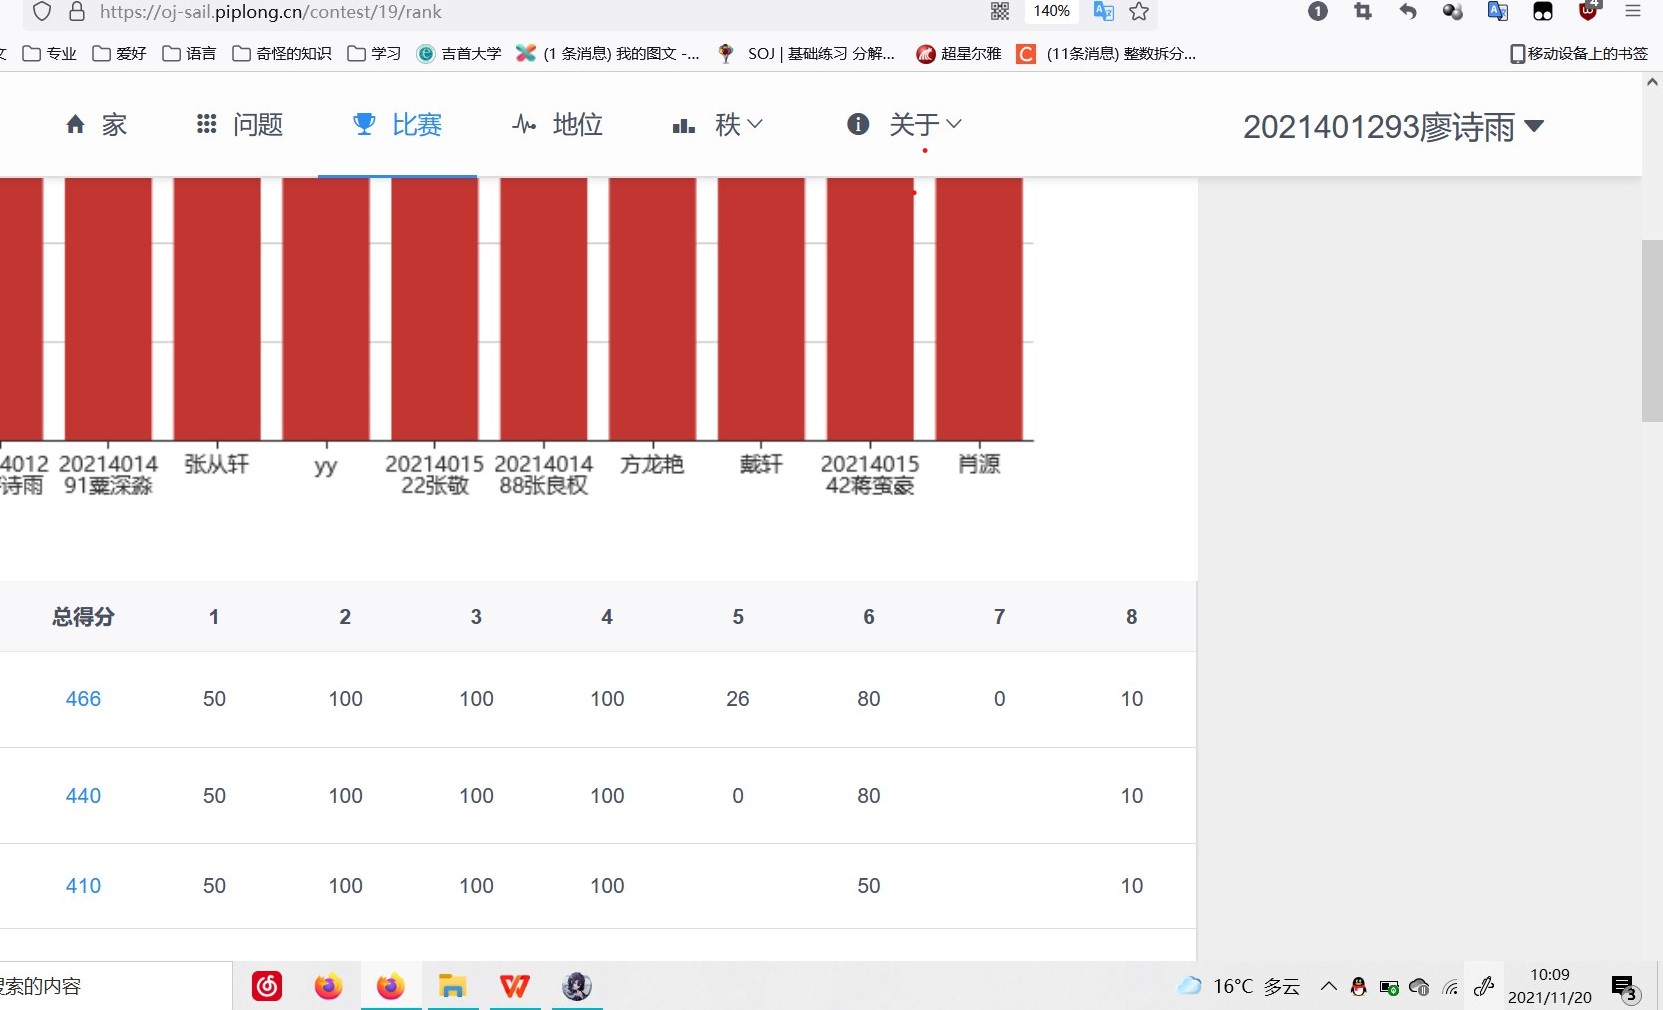 https://oj-sail.piplong.cn/contest/19/rank
140%
专业 爱好 语言 奇怪的知识 学习 吉首大学 (1 条消息) 我的图文 -... SOJ | 基础练习 分解... 超星尔雅 (11条消息) 整数拆分... 移动设备上的书签
家 问题 比赛 地位 秩 关于 2021401293廖诗雨
4012 20214014 张从轩 yy 20214015 20214014 方龙艳 戴轩 20214015 肖源
诗雨 91粟深淼 22张敬 88张良权 42蒋蛮豪
总得分 1 2 3 4 5 6 7 8
466 50 100 100 100 26 80 0 10
440 50 100 100 100 0 80 10
410 50 100 100 100 50 10
索的内容
16°C 多云
10:09
2021/11/20
3